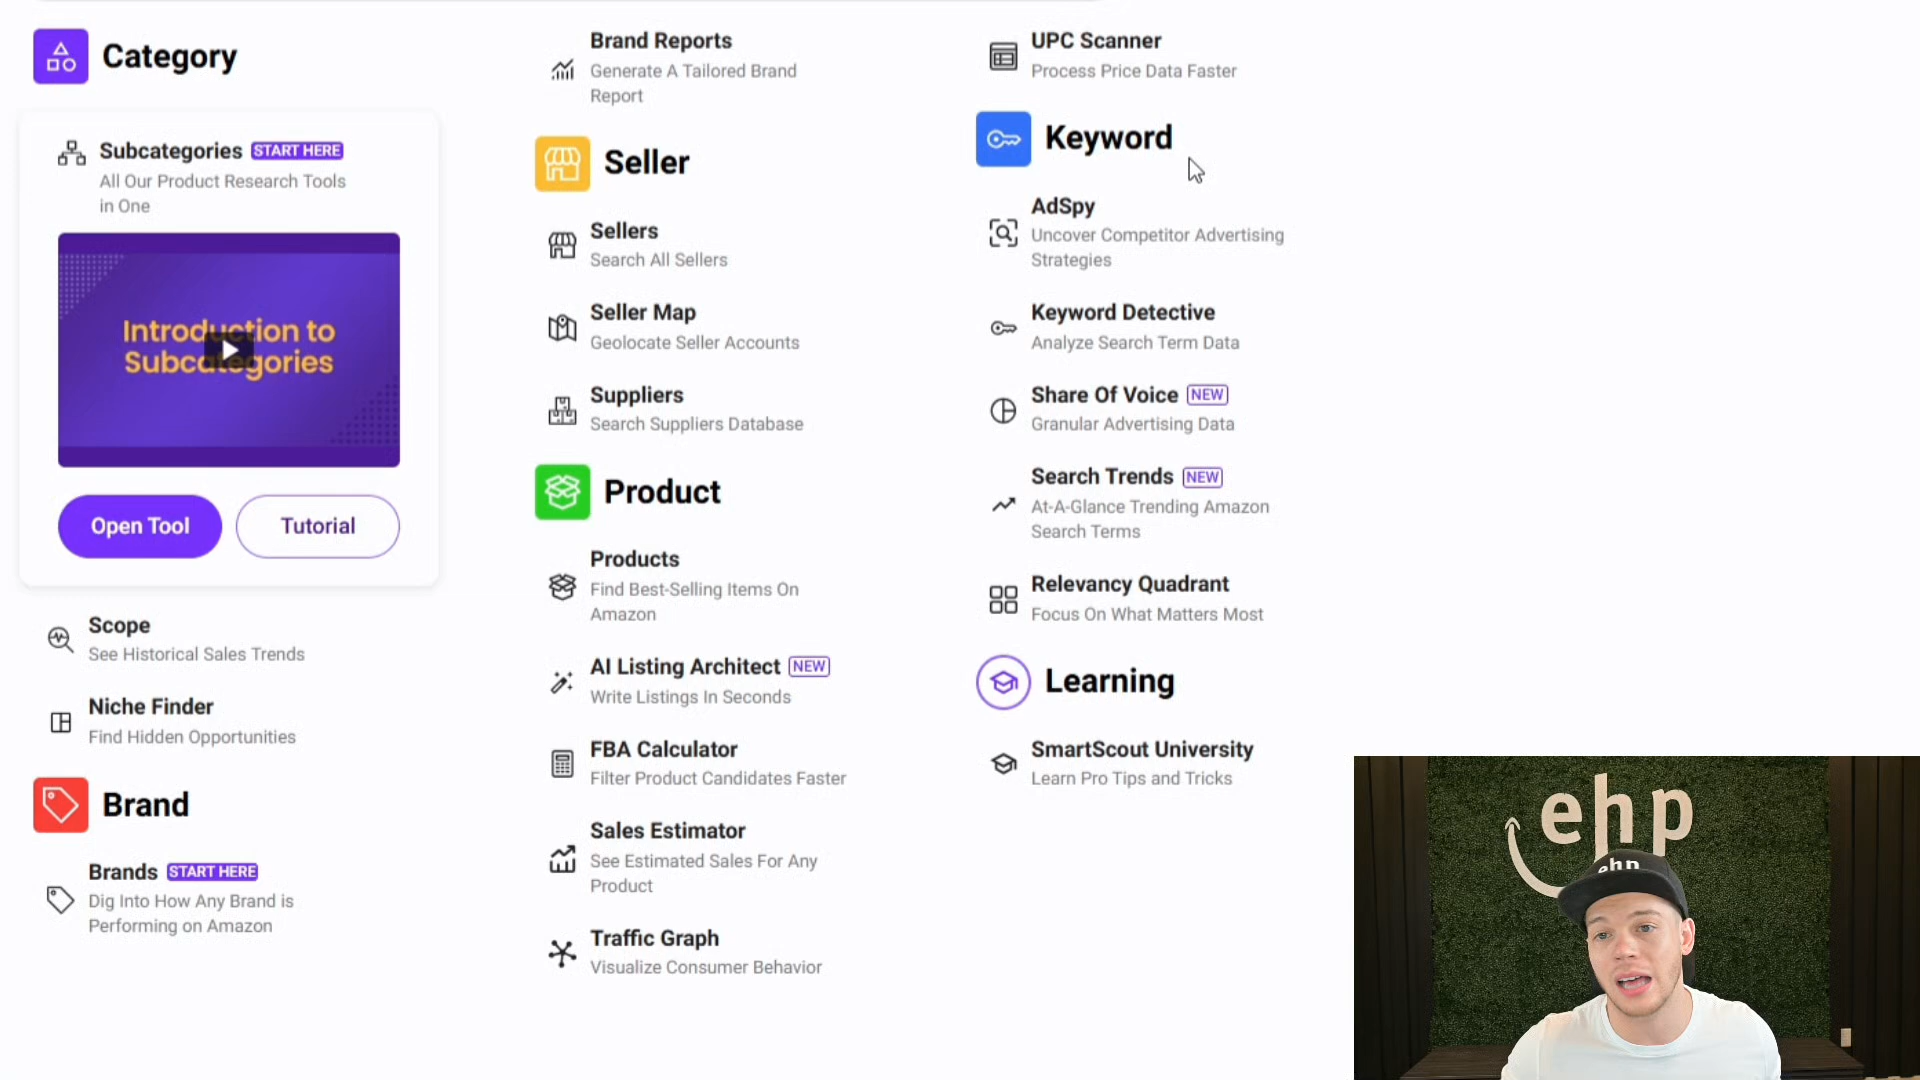 Category
Subcategories START HERE
All Our Product Research Tools
in One
Introduction to
Subcategories
Open Tool
Tutorial
Scope
See Historical Sales Trends
Niche Finder
Find Hidden Opportunities
Brand
Brands START HERE
Dig Into How Any Brand is
Performing on Amazon
Brand Reports
Generate A Tailored Brand
Report
Seller
Sellers
Search All Sellers
Seller Map
Geolocate Seller Accounts
Suppliers
Search Suppliers Database
Product
Products
Find Best-Selling Items On
Amazon
AI Listing Architect NEW
Write Listings In Seconds
FBA Calculator
Filter Product Candidates Faster
Sales Estimator
See Estimated Sales For Any
Product
Traffic Graph
Visualize Consumer Behavior
UPC Scanner
Process Price Data Faster
Keyword
AdSpy
Uncover Competitor Advertising
Strategies
Keyword Detective
Analyze Search Term Data
Share Of Voice NEW
Granular Advertising Data
Search Trends NEW
At-A-Glance Trending Amazon
Search Terms
Relevancy Quadrant
Focus On What Matters Most
Learning
SmartScout University
Learn Pro Tips and Tricks
ehp
ehp